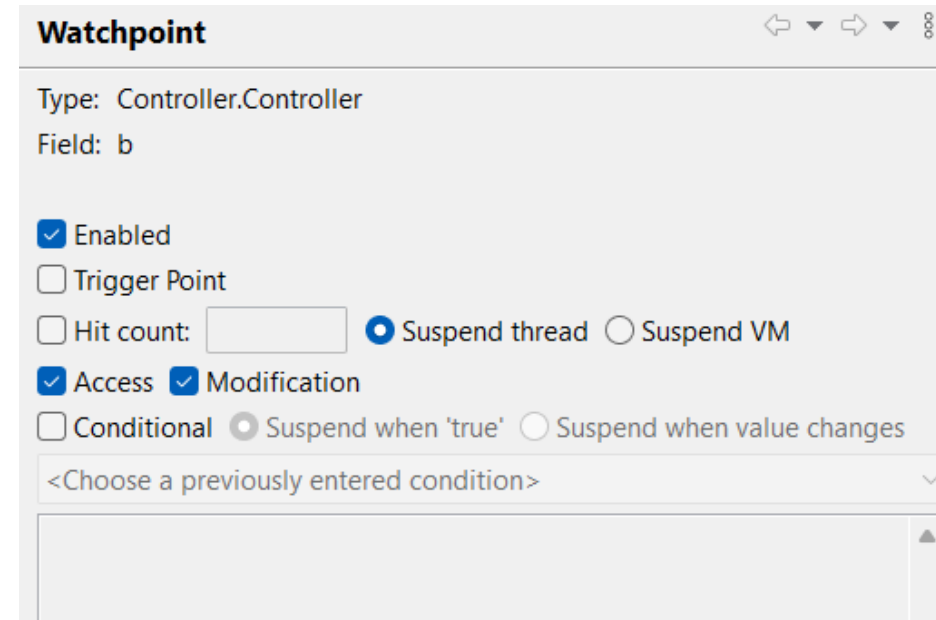 Watchpoint
Type: Controller.Controller
Field: b
Enabled
Trigger Point
Hit count: Suspend thread Suspend VM
Access Modification
Conditional Suspend when 'true' Suspend when value changes
<Choose a previously entered condition>